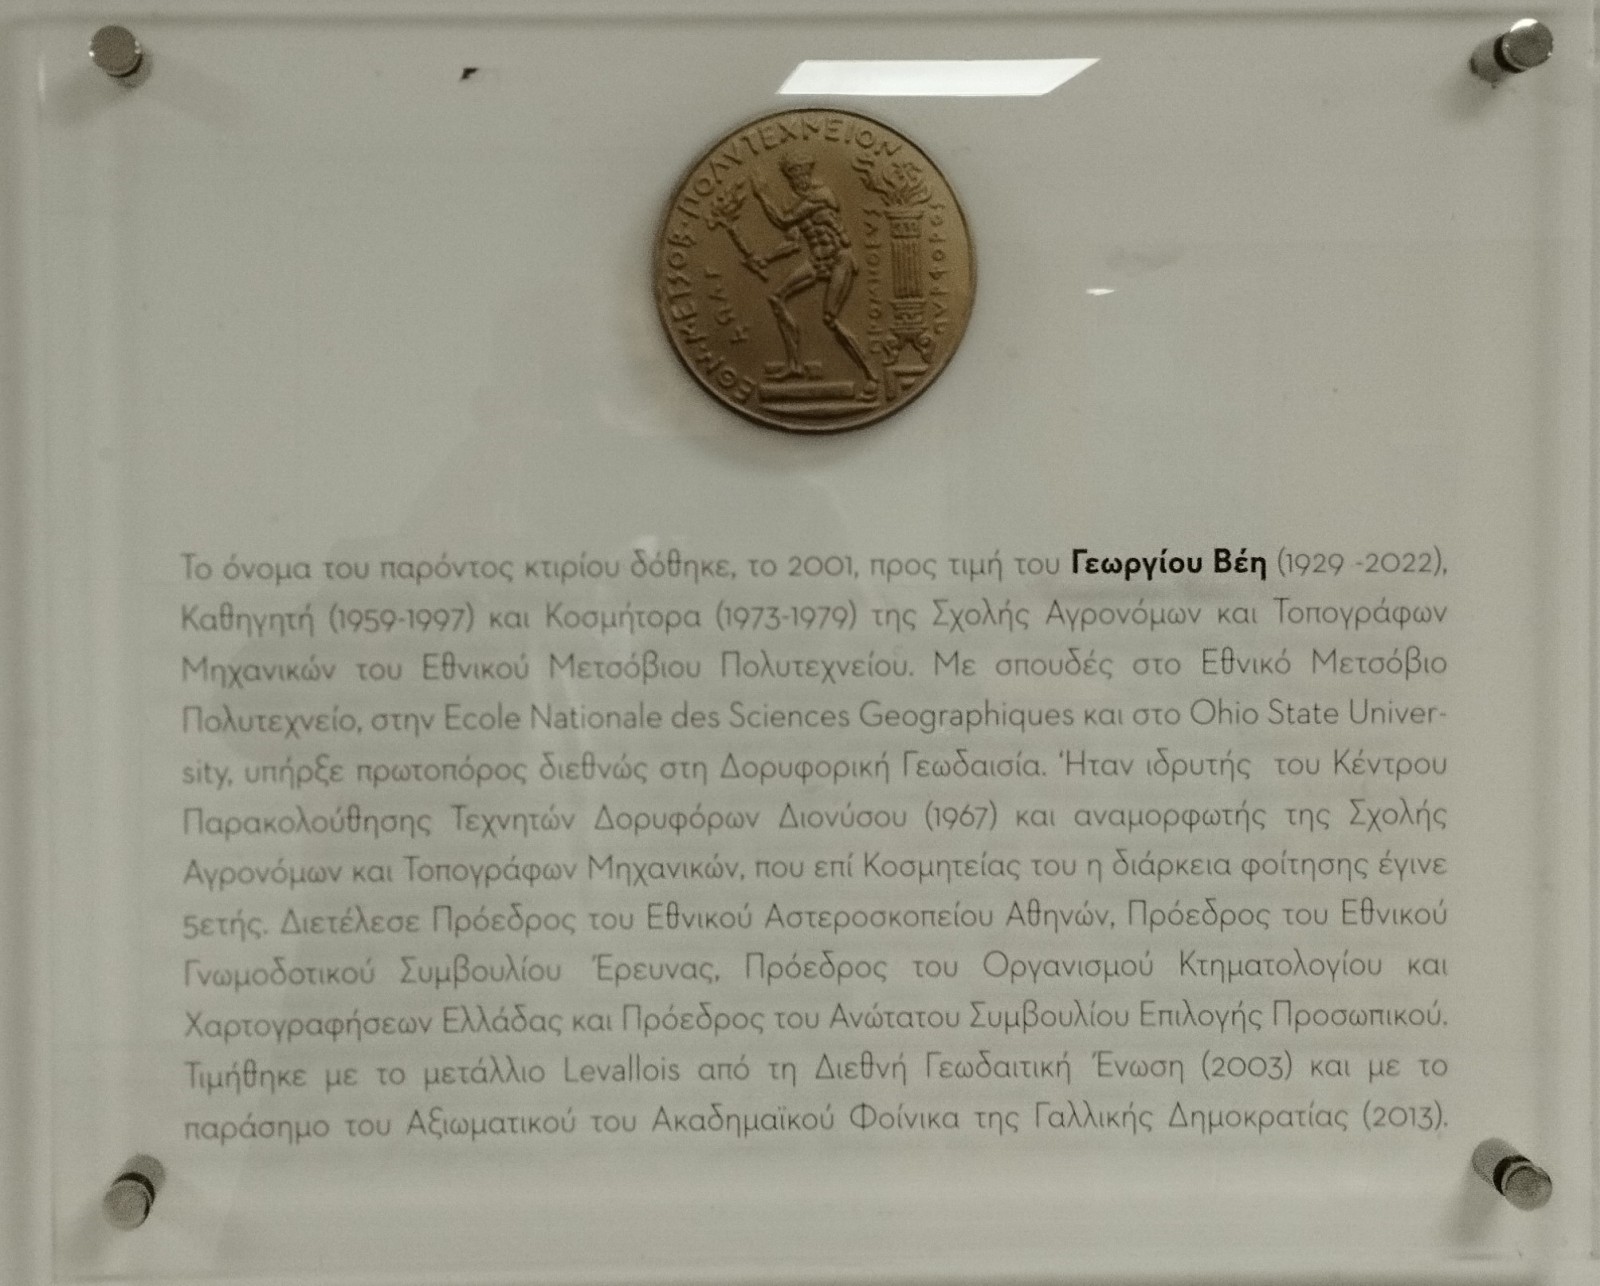 ΕΘΝ·ΜΕΤΣΟΒ·ΠΟΛΥΤΕΧΝΕΙΟΝ
ΠΡΟΜΗΘΕΥΣ
ΠΥΡΦΟΡΟΣ
Το όνομα του παρόντος κτιρίου δόθηκε, το 2001, προς τιμή του Γεωργίου Βέη (1929 -2022),
Καθηγητή (1959-1997) και Κοσμήτορα (1973-1979) της Σχολής Αγρονόμων και Τοπογράφων
Μηχανικών του Εθνικού Μετσόβιου Πολυτεχνείου. Με σπουδές στο Εθνικό Μετσόβιο
Πολυτεχνείο, στην Ecole Nationale des Sciences Geographiques και στο Ohio State Univer-
sity, υπήρξε πρωτοπόρος διεθνώς στη Δορυφορική Γεωδαισία. Ήταν ιδρυτής του Κέντρου
Παρακολούθησης Τεχνητών Δορυφόρων Διονύσου (1967) και αναμορφωτής της Σχολής
Αγρονόμων και Τοπογράφων Μηχανικών, που επί Κοσμητείας του η διάρκεια φοίτησης έγινε
5ετής. Διετέλεσε Πρόεδρος του Εθνικού Αστεροσκοπείου Αθηνών, Πρόεδρος του Εθνικού
Γνωμοδοτικού Συμβουλίου Έρευνας, Πρόεδρος του Οργανισμού Κτηματολογίου και
Χαρτογραφήσεων Ελλάδας και Πρόεδρος του Ανώτατου Συμβουλίου Επιλογής Προσωπικού.
Τιμήθηκε με το μετάλλιο Levallois από τη Διεθνή Γεωδαιτική Ένωση (2003) και με το
παράσημο του Αξιωματικού του Ακαδημαϊκού Φοίνικα της Γαλλικής Δημοκρατίας (2013).